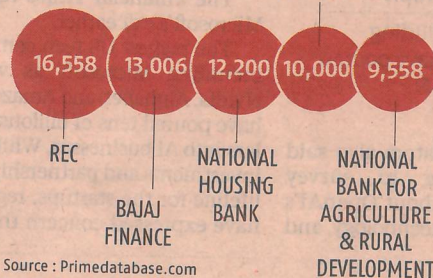 16,558 13,006 12,200 10,000 9,558
REC
BAJAJ
FINANCE
NATIONAL
HOUSING
BANK
NATIONAL
BANK FOR
AGRICULTURE
& RURAL
DEVELOPMENT
Source : Primedatabase.com